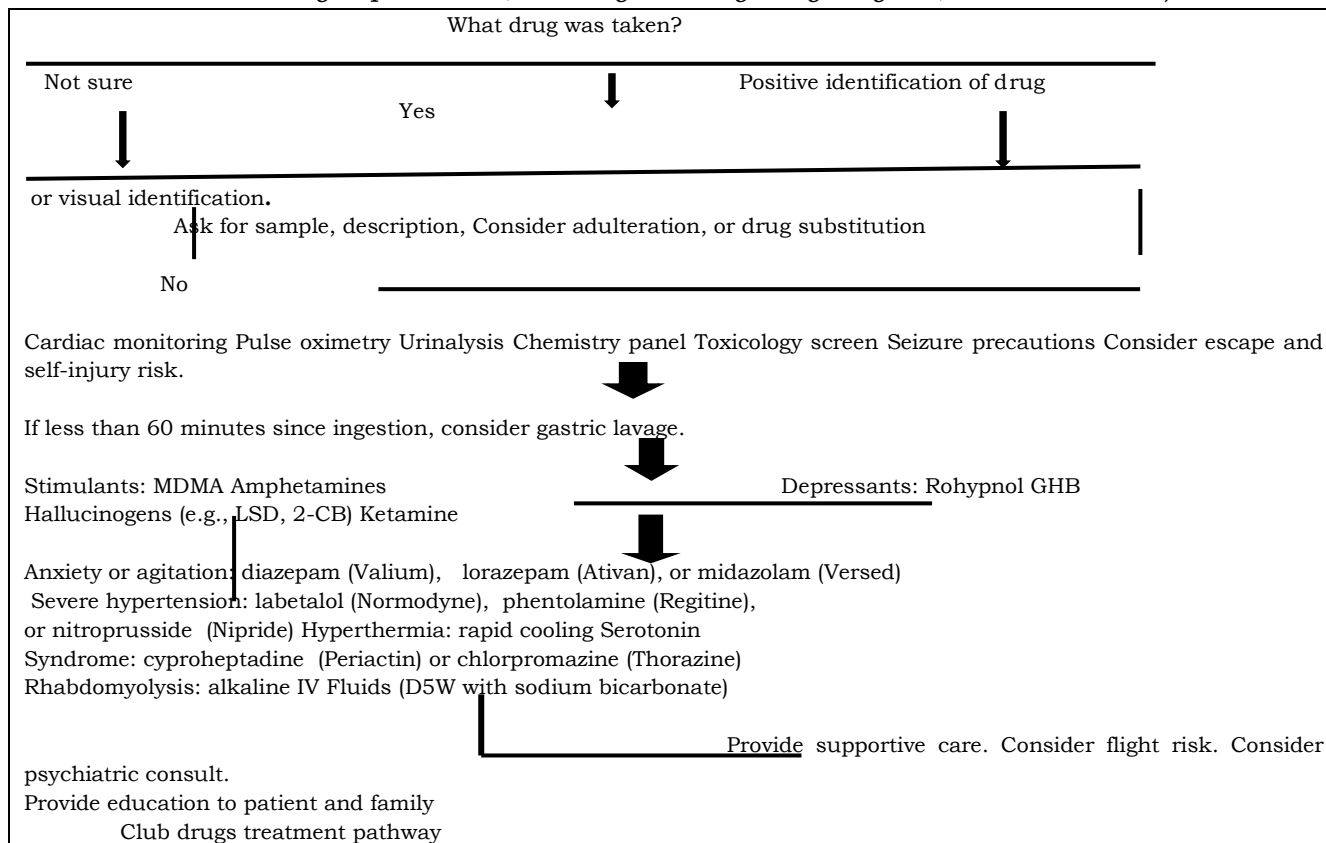 What drug was taken?
Not sure
Positive identification of drug
Yes
or visual identification.
Ask for sample, description, Consider adulteration, or drug substitution
No
Cardiac monitoring Pulse oximetry Urinalysis Chemistry panel Toxicology screen Seizure precautions Consider escape and
self-injury risk.
If less than 60 minutes since ingestion, consider gastric lavage.
Stimulants: MDMA Amphetamines
Depressants: Rohypnol GHB
Hallucinogens (e.g., LSD, 2-CB) Ketamine
Anxiety or agitation: diazepam (Valium), lorazepam (Ativan), or midazolam (Versed)
Severe hypertension: labetalol (Normodyne), phentolamine (Regitine),
or nitroprusside (Nipride) Hyperthermia: rapid cooling Serotonin
Syndrome: cyproheptadine (Periactin) or chlorpromazine (Thorazine)
Rhabdomyolysis: alkaline IV Fluids (D5W with sodium bicarbonate)
Provide supportive care. Consider flight risk. Consider
psychiatric consult.
Provide education to patient and family
Club drugs treatment pathway